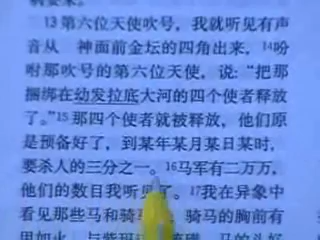 13第六位天使吹号，我就听见有声
音从　神面前金坛的四角出来，14吩
咐那吹号的第六位天使，说：“把那
捆绑在幼发拉底大河的四个使者释放
了。”15那四个使者就被释放，他们原
是预备好了，到某年某月某日某时，
要杀人的三分之一。16马军有二万万，
他们的数目我听见了。17我在异象中
看见那些马和骑马的，骑马的胸前有
甲如火，与紫玛瑙